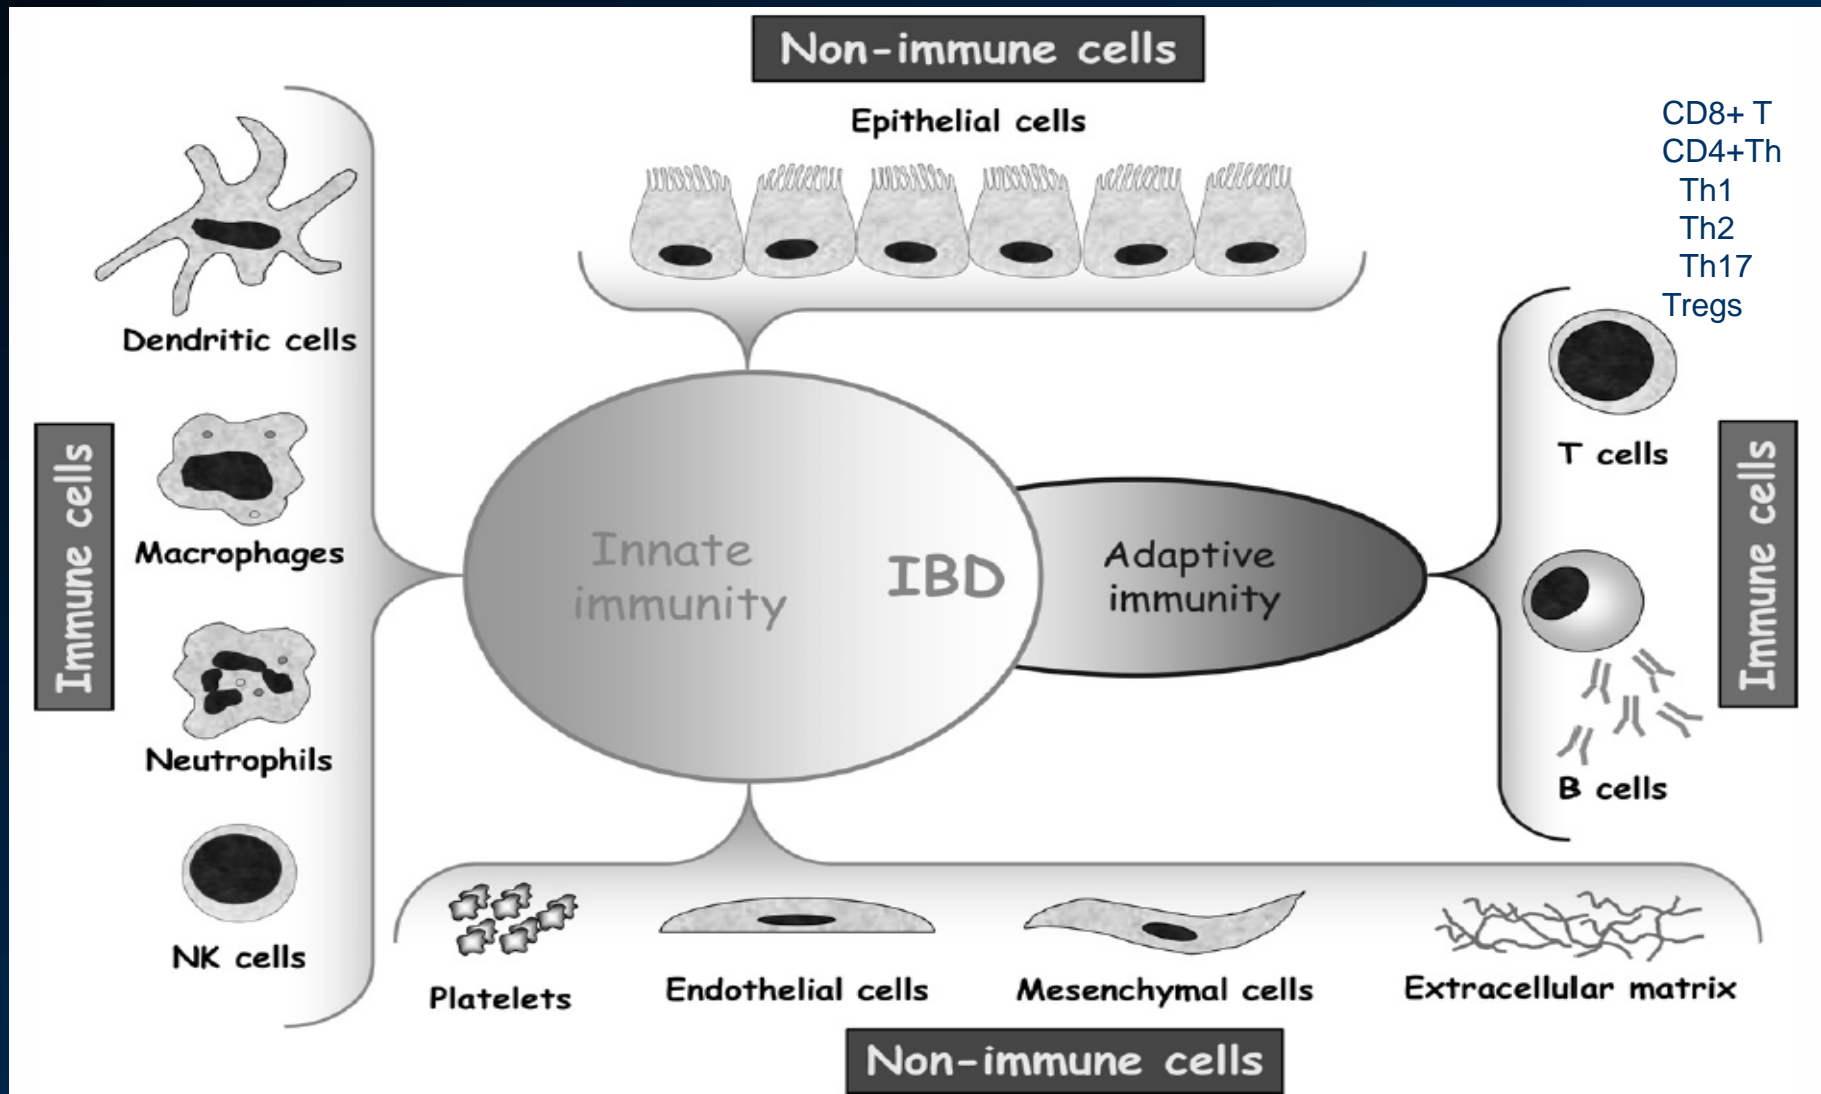 Non-immune cells
Epithelial cells
CD8+ T
CD4+Th
Th1
Th2
Th17
Tregs
Dendritic cells
Macrophages
Neutrophils
NK cells
Immune cells
Innate
immunity
IBD
Adaptive
immunity
T cells
B cells
Immune cells
Platelets
Endothelial cells
Mesenchymal cells
Extracellular matrix
Non-immune cells